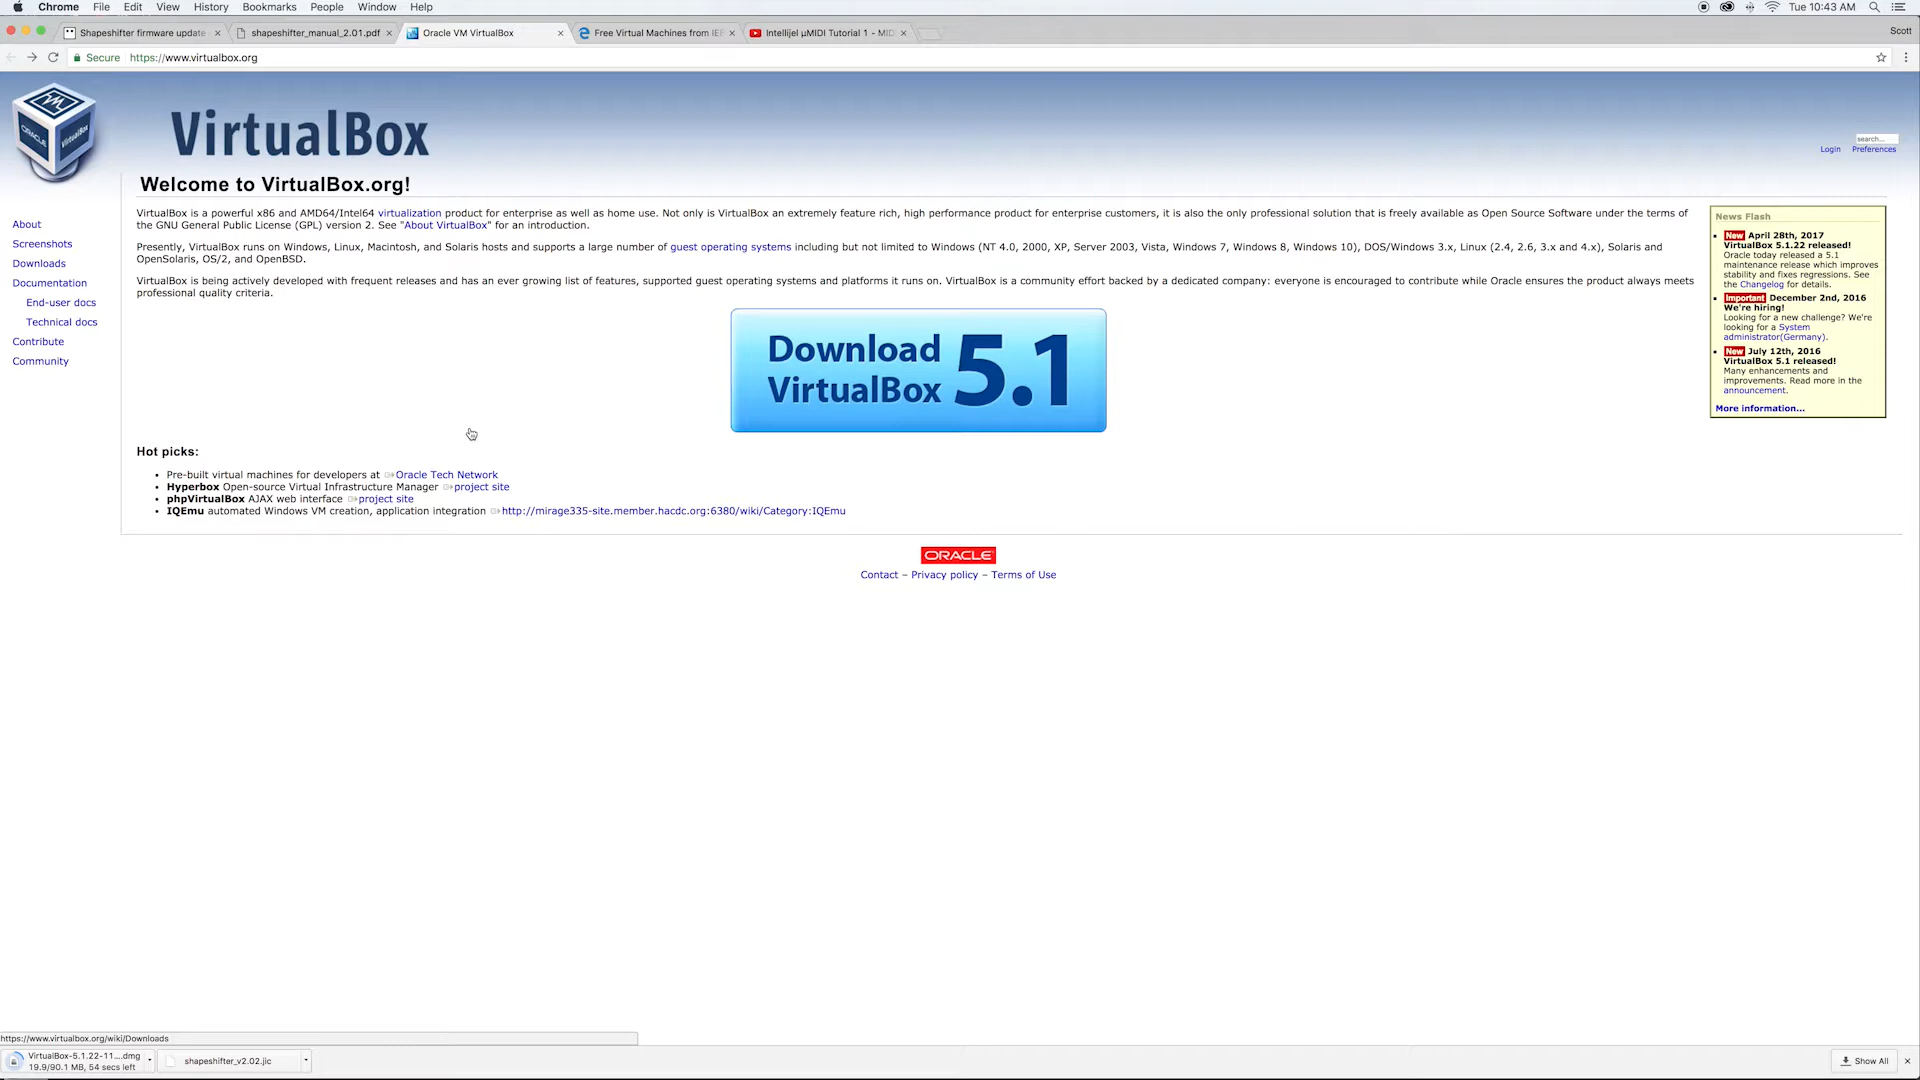 Chrome File Edit View History Bookmarks People Window Help Tue 10:43 AM
Shapeshifter firmware update shapeshifter_manual_2.01.pdf Oracle VM VirtualBox Free Virtual Machines from IE Intellijel µMIDI Tutorial 1 - MID Scott
Secure https://www.virtualbox.org
ORACLE VirtualBox
VirtualBox
search...
Login Preferences
Welcome to VirtualBox.org!
About
Screenshots
Downloads
Documentation
End-user docs
Technical docs
Contribute
Community
VirtualBox is a powerful x86 and AMD64/Intel64 virtualization product for enterprise as well as home use. Not only is VirtualBox an extremely feature rich, high performance product for enterprise customers, it is also the only professional solution that is freely available as Open Source Software under the terms of
the GNU General Public License (GPL) version 2. See "About VirtualBox" for an introduction.
Presently, VirtualBox runs on Windows, Linux, Macintosh, and Solaris hosts and supports a large number of guest operating systems including but not limited to Windows (NT 4.0, 2000, XP, Server 2003, Vista, Windows 7, Windows 8, Windows 10), DOS/Windows 3.x, Linux (2.4, 2.6, 3.x and 4.x), Solaris and
OpenSolaris, OS/2, and OpenBSD.
VirtualBox is being actively developed with frequent releases and has an ever growing list of features, supported guest operating systems and platforms it runs on. VirtualBox is a community effort backed by a dedicated company: everyone is encouraged to contribute while Oracle ensures the product always meets
professional quality criteria.
Download
VirtualBox 5.1
News Flash
New April 28th, 2017
VirtualBox 5.1.22 released!
Oracle today released a 5.1
maintenance release which improves
stability and fixes regressions. See
the Changelog for details.
Important December 2nd, 2016
We're hiring!
Looking for a new challenge? We're
looking for a System
administrator(Germany).
New July 12th, 2016
VirtualBox 5.1 released!
Many enhancements and
improvements. Read more in the
announcement.
More information...
Hot picks:
Pre-built virtual machines for developers at Oracle Tech Network
Hyperbox Open-source Virtual Infrastructure Manager project site
phpVirtualBox AJAX web interface project site
IQEmu automated Windows VM creation, application integration http://mirage335-site.member.hacdc.org:6380/wiki/Category:IQEmu
ORACLE
Contact – Privacy policy – Terms of Use
https://www.virtualbox.org/wiki/Downloads
VirtualBox-5.1.22-11....dmg
19.9/90.1 MB, 54 secs left
shapeshifter_v2.02.jic
Show All